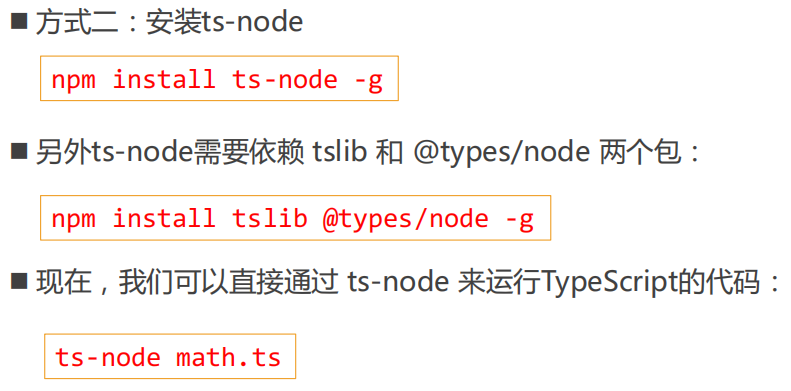 ■ 方式二：安装ts-node
npm install ts-node -g
■ 另外ts-node需要依赖 tslib 和 @types/node 两个包：
npm install tslib @types/node -g
■ 现在，我们可以直接通过 ts-node 来运行TypeScript的代码：
ts-node math.ts